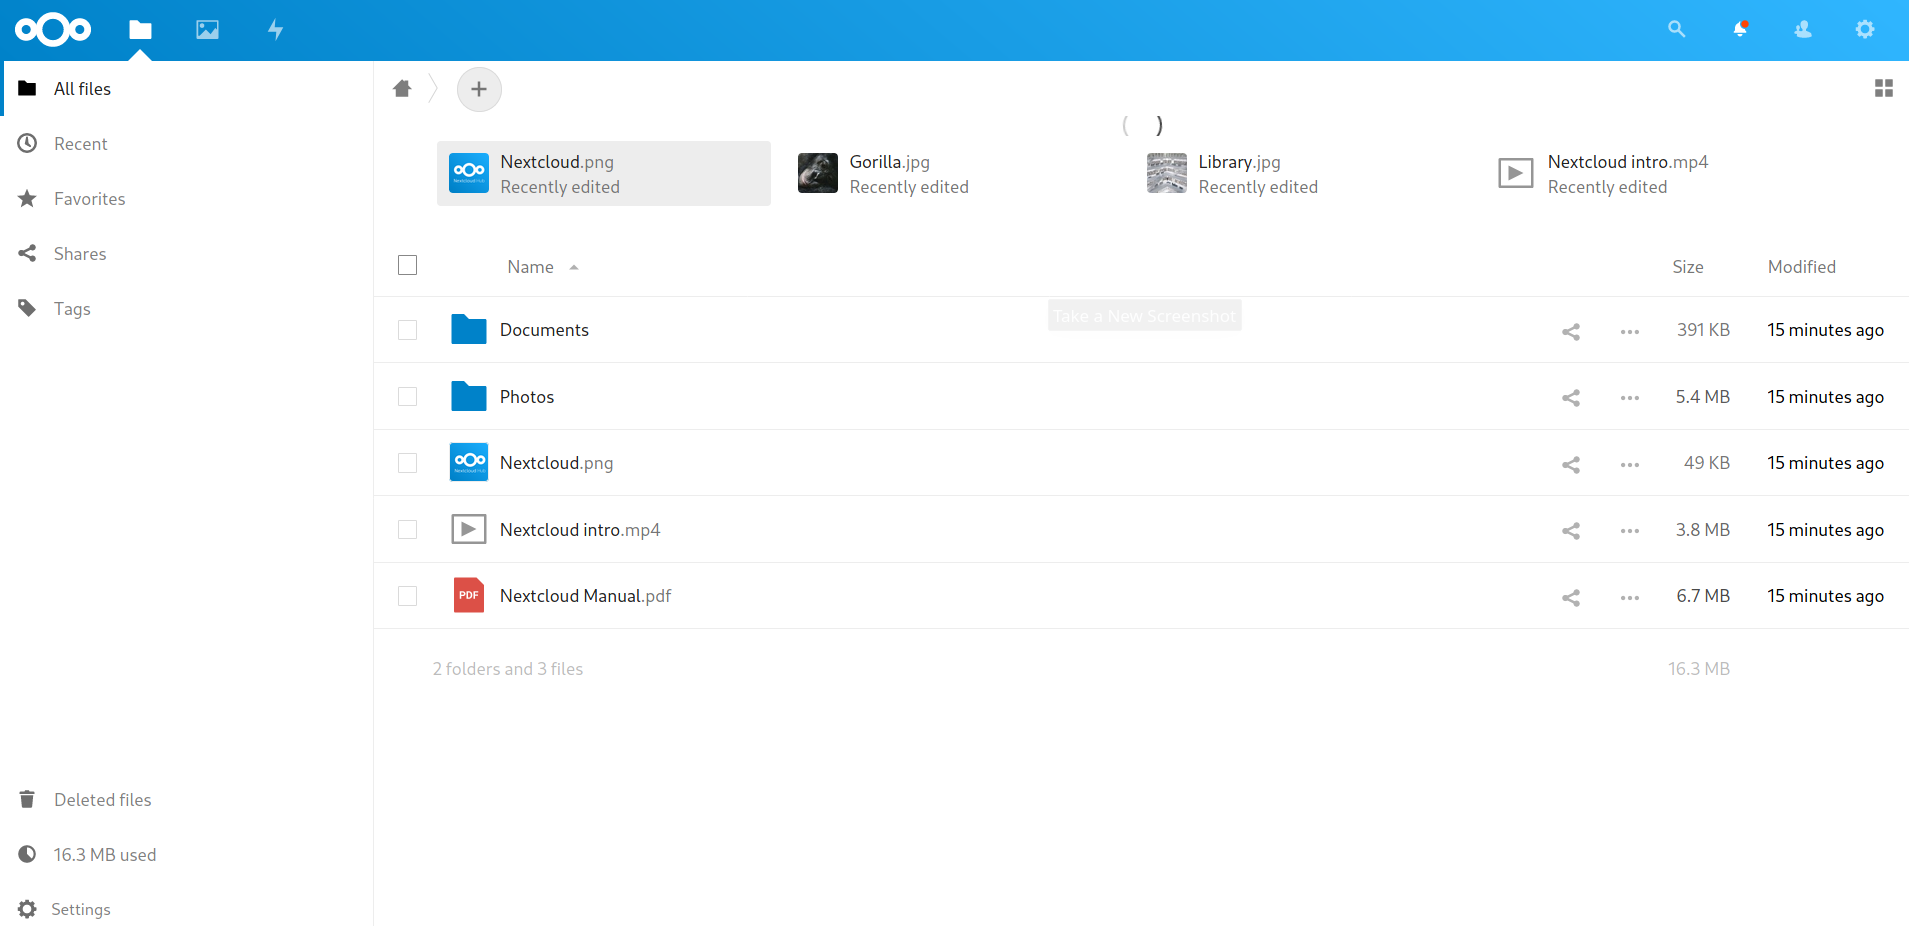 All files
Recent
Favorites
Shares
Tags
Deleted files
16.3 MB used
Settings
Nextcloud.png
Recently edited
Gorilla.jpg
Recently edited
Library.jpg
Recently edited
Nextcloud intro.mp4
Recently edited
Name Size Modified
Take a New Screenshot
Documents 391 KB 15 minutes ago
Photos 5.4 MB 15 minutes ago
Nextcloud.png 49 KB 15 minutes ago
Nextcloud intro.mp4 3.8 MB 15 minutes ago
PDF Nextcloud Manual.pdf 6.7 MB 15 minutes ago
2 folders and 3 files 16.3 MB